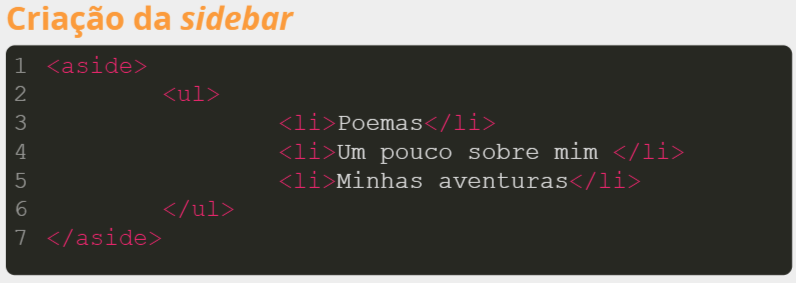 Criação da sidebar
1 <aside>
2 <ul>
3 <li>Poemas</li>
4 <li>Um pouco sobre mim </li>
5 <li>Minhas aventuras</li>
6 </ul>
7 </aside>